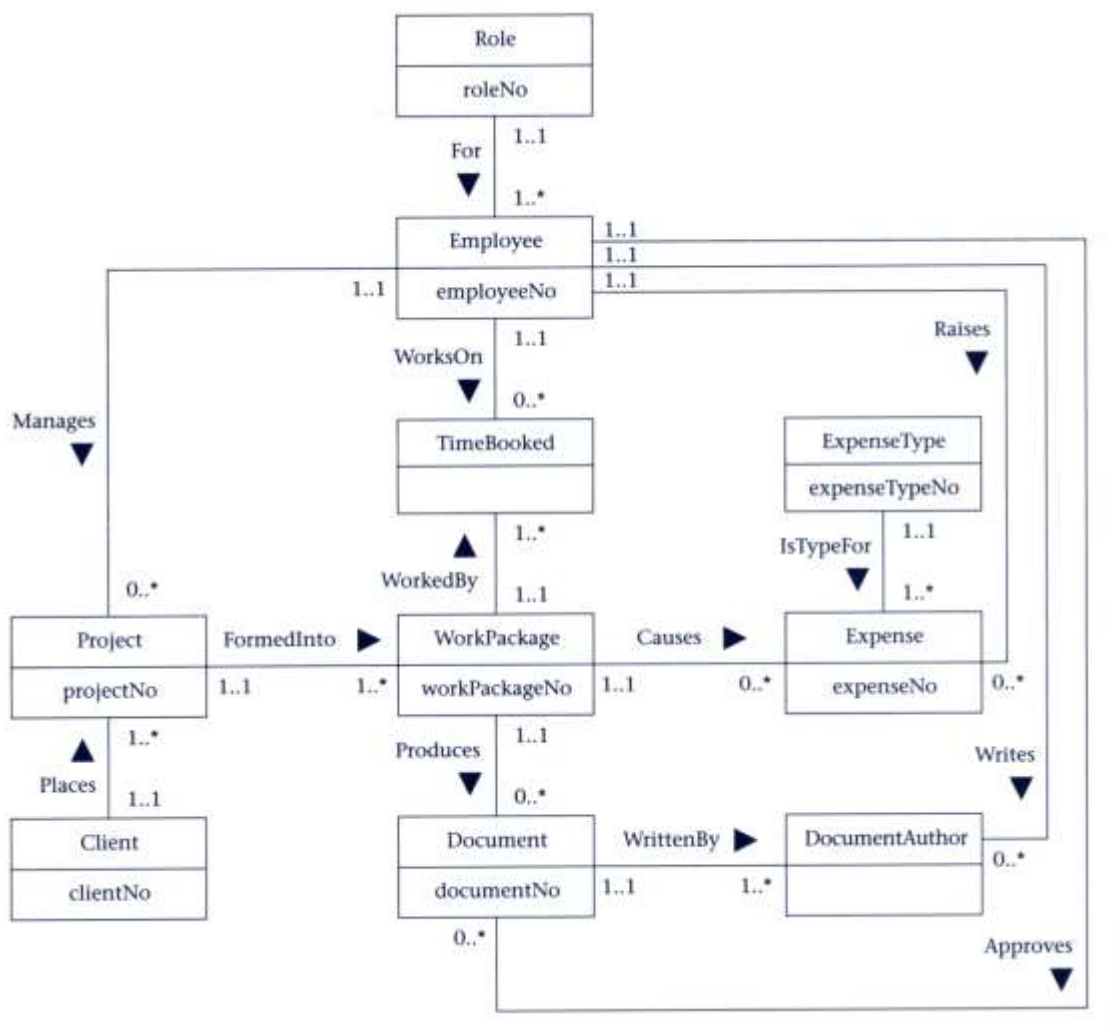 Role
roleNo
1..1
For
1..*
Employee
employeeNo
1..1
1..1
1..1
1..1
1..1
WorksOn
0..*
Raises
Manages
TimeBooked
ExpenseType
expenseTypeNo
1..*
WorkedBy
1..1
1..1
IsTypeFor
1..*
0..*
Project
projectNo
FormedInto
1..1
1..*
WorkPackage
workPackageNo
Causes
1..1
0..*
Expense
expenseNo
0..*
1..*
Places
1..1
1..1
Produces
0..*
Writes
Client
clientNo
Document
documentNo
WrittenBy
1..1
1..*
DocumentAuthor
0..*
0..*
Approves